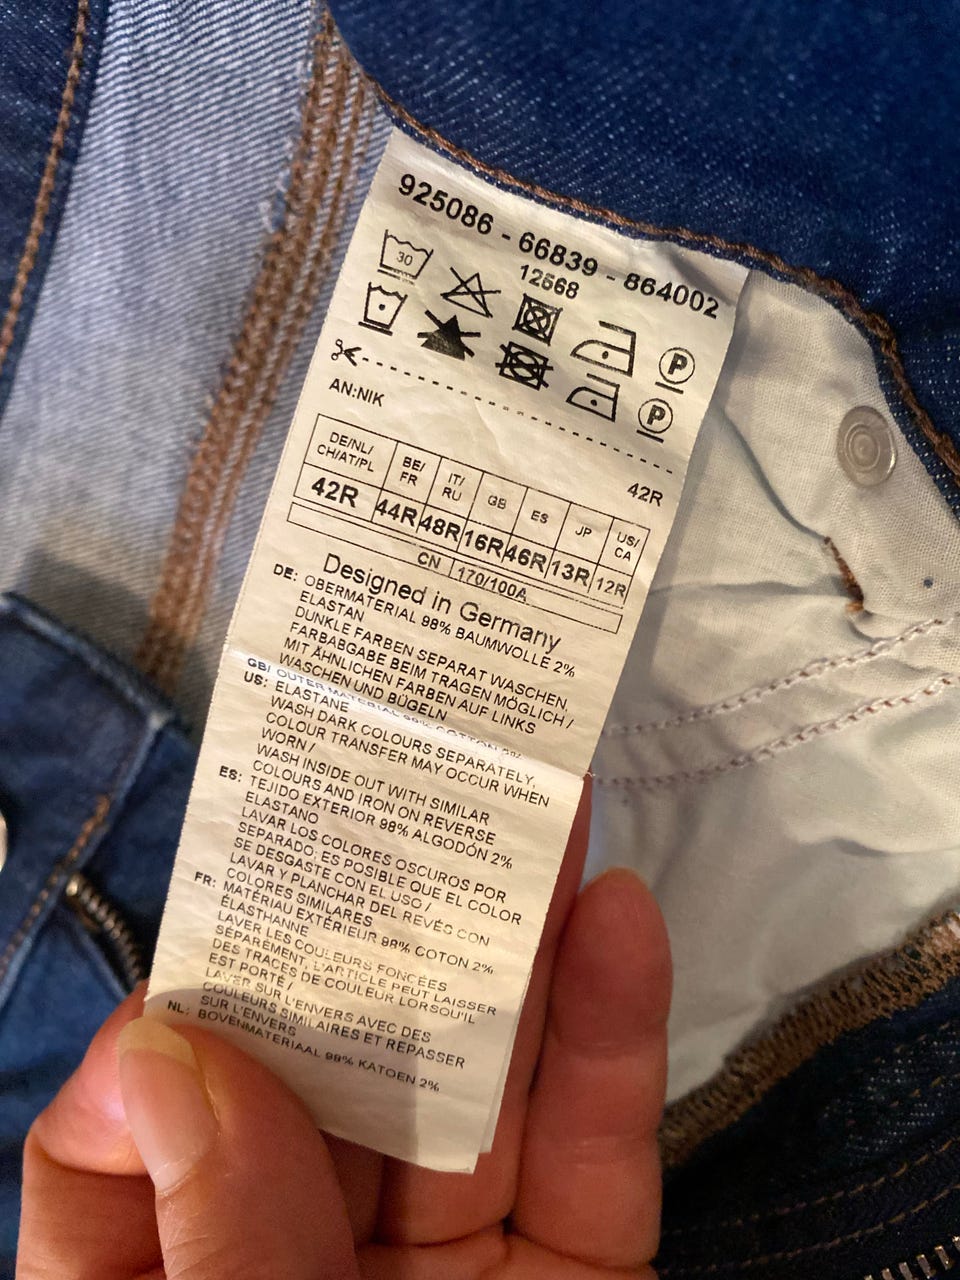 925086 - 66839 - 864002
12568
30
P
P
AN:NIK
42R
DE/NL/ CH/AT/PL BE/ FR IT/ RU GB ES JP US/ CA
42R 44R 48R 16R 46R 13R 12R
CN 170/100A
Designed in Germany
DE: OBERMATERIAL 98% BAUMWOLLE 2%
ELASTAN
DUNKLE FARBEN SEPARAT WASCHEN,
FARBABGABE BEIM TRAGEN MÖGLICH /
MIT ÄHNLICHEN FARBEN AUF LINKS
WASCHEN UND BÜGELN
GB/ OUTER MATERIAL 98% COTTON 2%
US: ELASTANE
WASH DARK COLOURS SEPARATELY,
COLOUR TRANSFER MAY OCCUR WHEN
WORN /
WASH INSIDE OUT WITH SIMILAR
COLOURS AND IRON ON REVERSE
ES: TEJIDO EXTERIOR 98% ALGODÓN 2%
ELASTANO
LAVAR LOS COLORES OSCUROS POR
SEPARADO; ES POSIBLE QUE EL COLOR
SE DESGASTE CON EL USO /
LAVAR Y PLANCHAR DEL REVÉS CON
COLORES SIMILARES
FR: MATÉRIAU EXTÉRIEUR 98% COTON 2%
ÉLASTHANNE
LAVER LES COULEURS FONCÉES
SÉPARÉMENT, L'ARTICLE PEUT LAISSER
DES TRACES DE COULEUR LORSQU'IL
EST PORTÉ /
LAVER SUR L'ENVERS AVEC DES
COULEURS SIMILAIRES ET REPASSER
SUR L'ENVERS
NL: BOVENMATERIAAL 98% KATOEN 2%